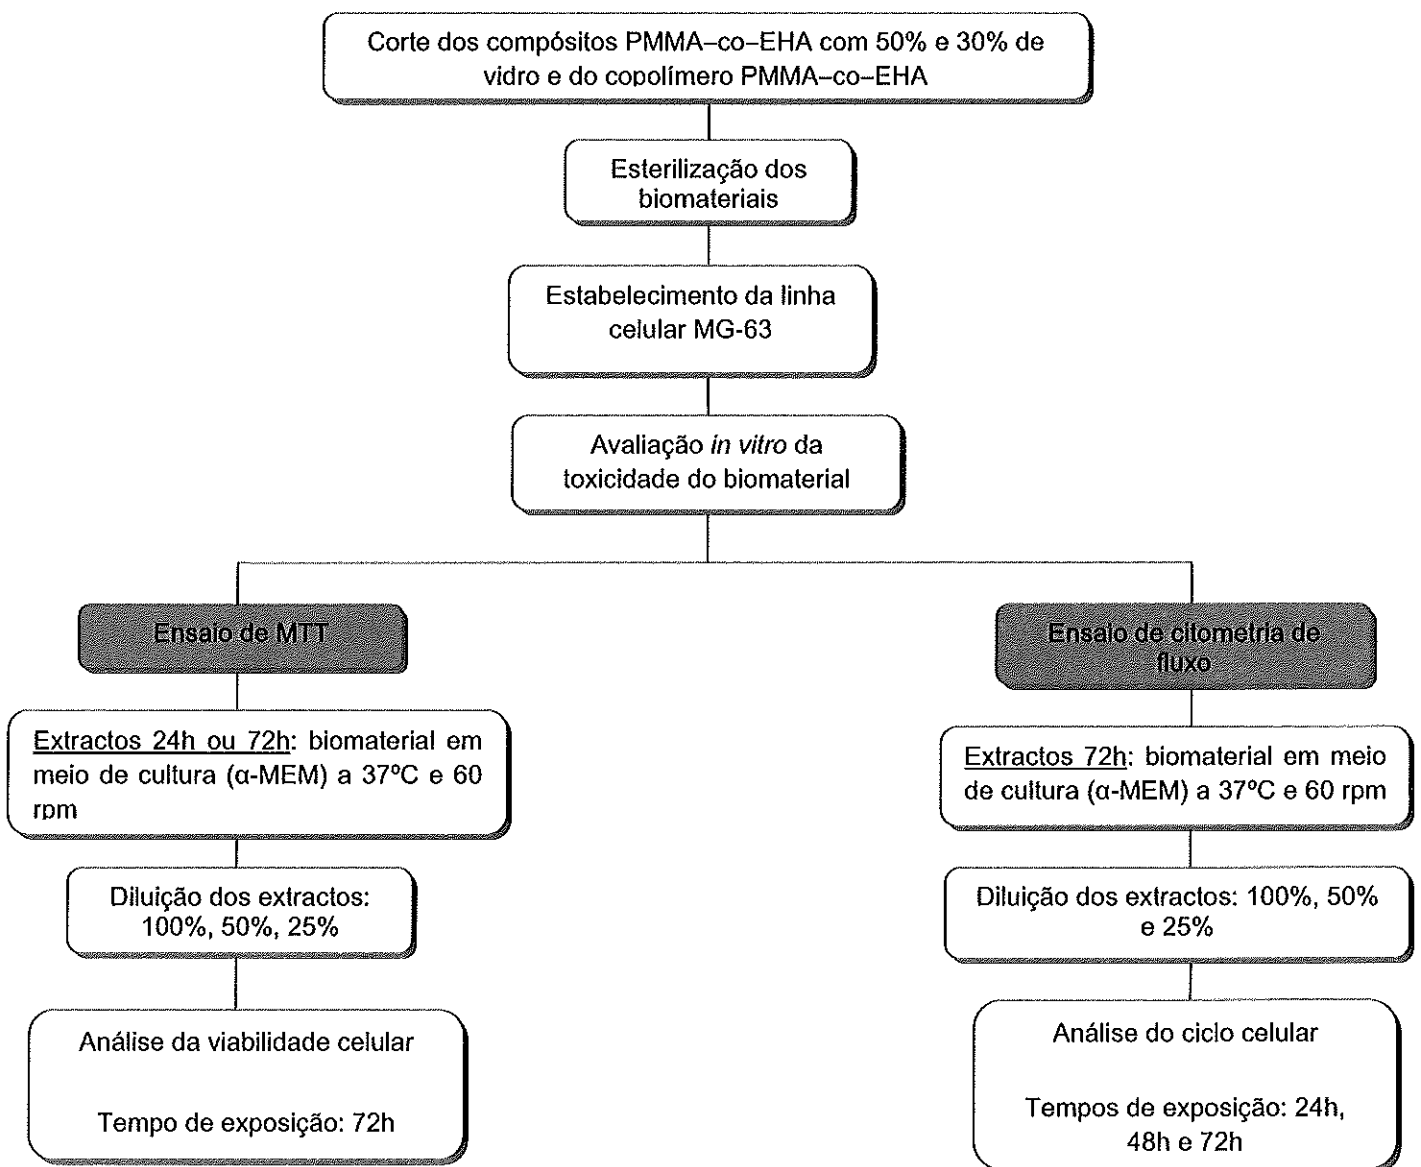 Corte dos compósitos PMMA–co–EHA com 50% e 30% de
vidro e do copolímero PMMA–co–EHA
Esterilização dos
biomateriais
Estabelecimento da linha
celular MG-63
Avaliação in vitro da
toxicidade do biomaterial
Ensaio de MTT
Extractos 24h ou 72h: biomaterial em
meio de cultura (α-MEM) a 37ºC e 60
rpm
Diluição dos extractos:
100%, 50%, 25%
Análise da viabilidade celular
Tempo de exposição: 72h
Ensaio de citometria de
fluxo
Extractos 72h: biomaterial em meio
de cultura (α-MEM) a 37ºC e 60 rpm
Diluição dos extractos: 100%, 50%
e 25%
Análise do ciclo celular
Tempos de exposição: 24h,
48h e 72h